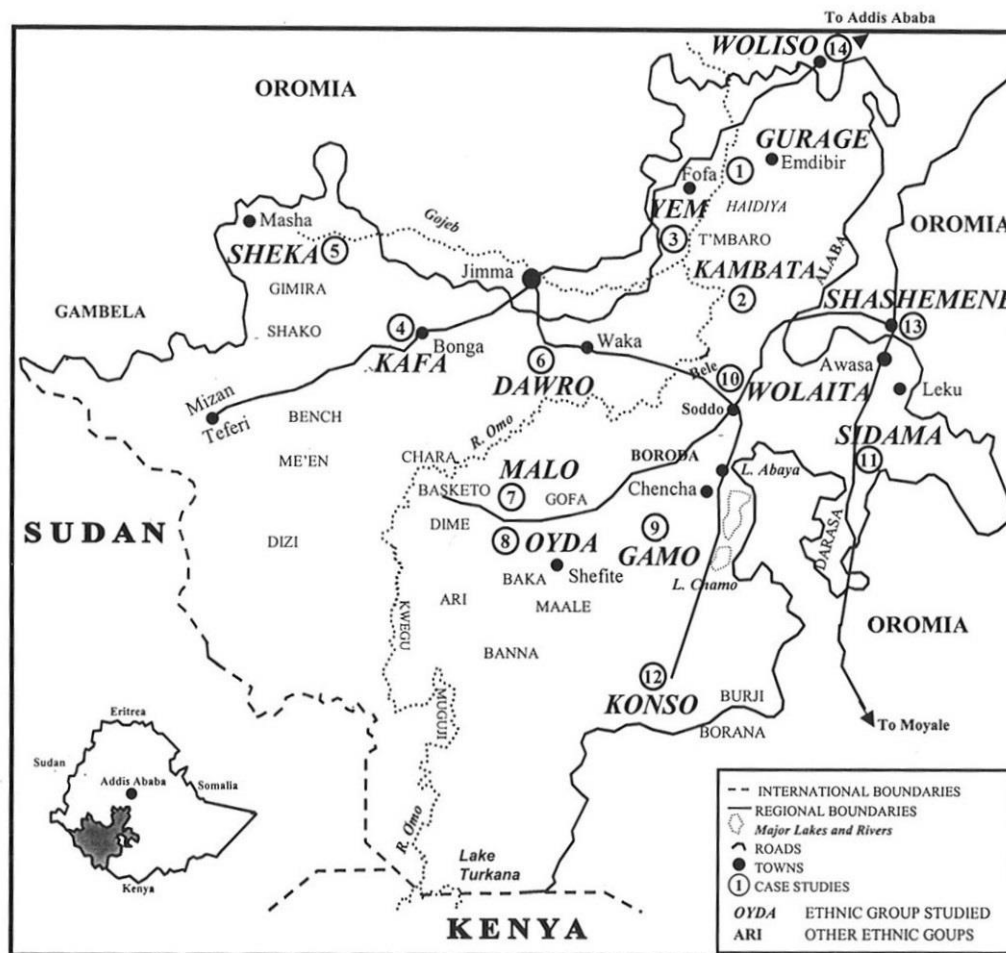 To Addis Ababa
WOLISO
14
OROMIA
GURAGE
1
Emdibir
Fofa
HAIDIYA
YEM
3
T'MBARO
OROMIA
Masha
Gojeb
SHEKA
5
Jimma
KAMBATA
ALABA
2
GIMIRA
GAMBELA
SHAKO
4
Bonga
KAFA
SHASHEMENE
13
6
Waka
DAWRO
Bele
10
WOLAITA
Awasa
Leku
Soddo
Mizan
Teferi
BENCH
R. Omo
SIDAMA
11
ME'EN
CHARA
MALO
BORODA
L. Abaya
BASKETO
7
GOFA
Chencha
SUDAN
DIME
DIZI
8
OYDA
9
GAMO
DARASA
BAKA
Shefite
L. Chamo
ARI
MAALE
KWEGU
OROMIA
BANNA
12
KONSO
BURJI
MUGUJI
BORANA
To Moyale
Eritrea
Sudan
Addis Ababa
Somalia
Kenya
R. Omo
Lake
Turkana
KENYA
INTERNATIONAL BOUNDARIES
REGIONAL BOUNDARIES
Major Lakes and Rivers
ROADS
TOWNS
1 CASE STUDIES
OYDA ETHNIC GROUP STUDIED
ARI OTHER ETHNIC GOUPS